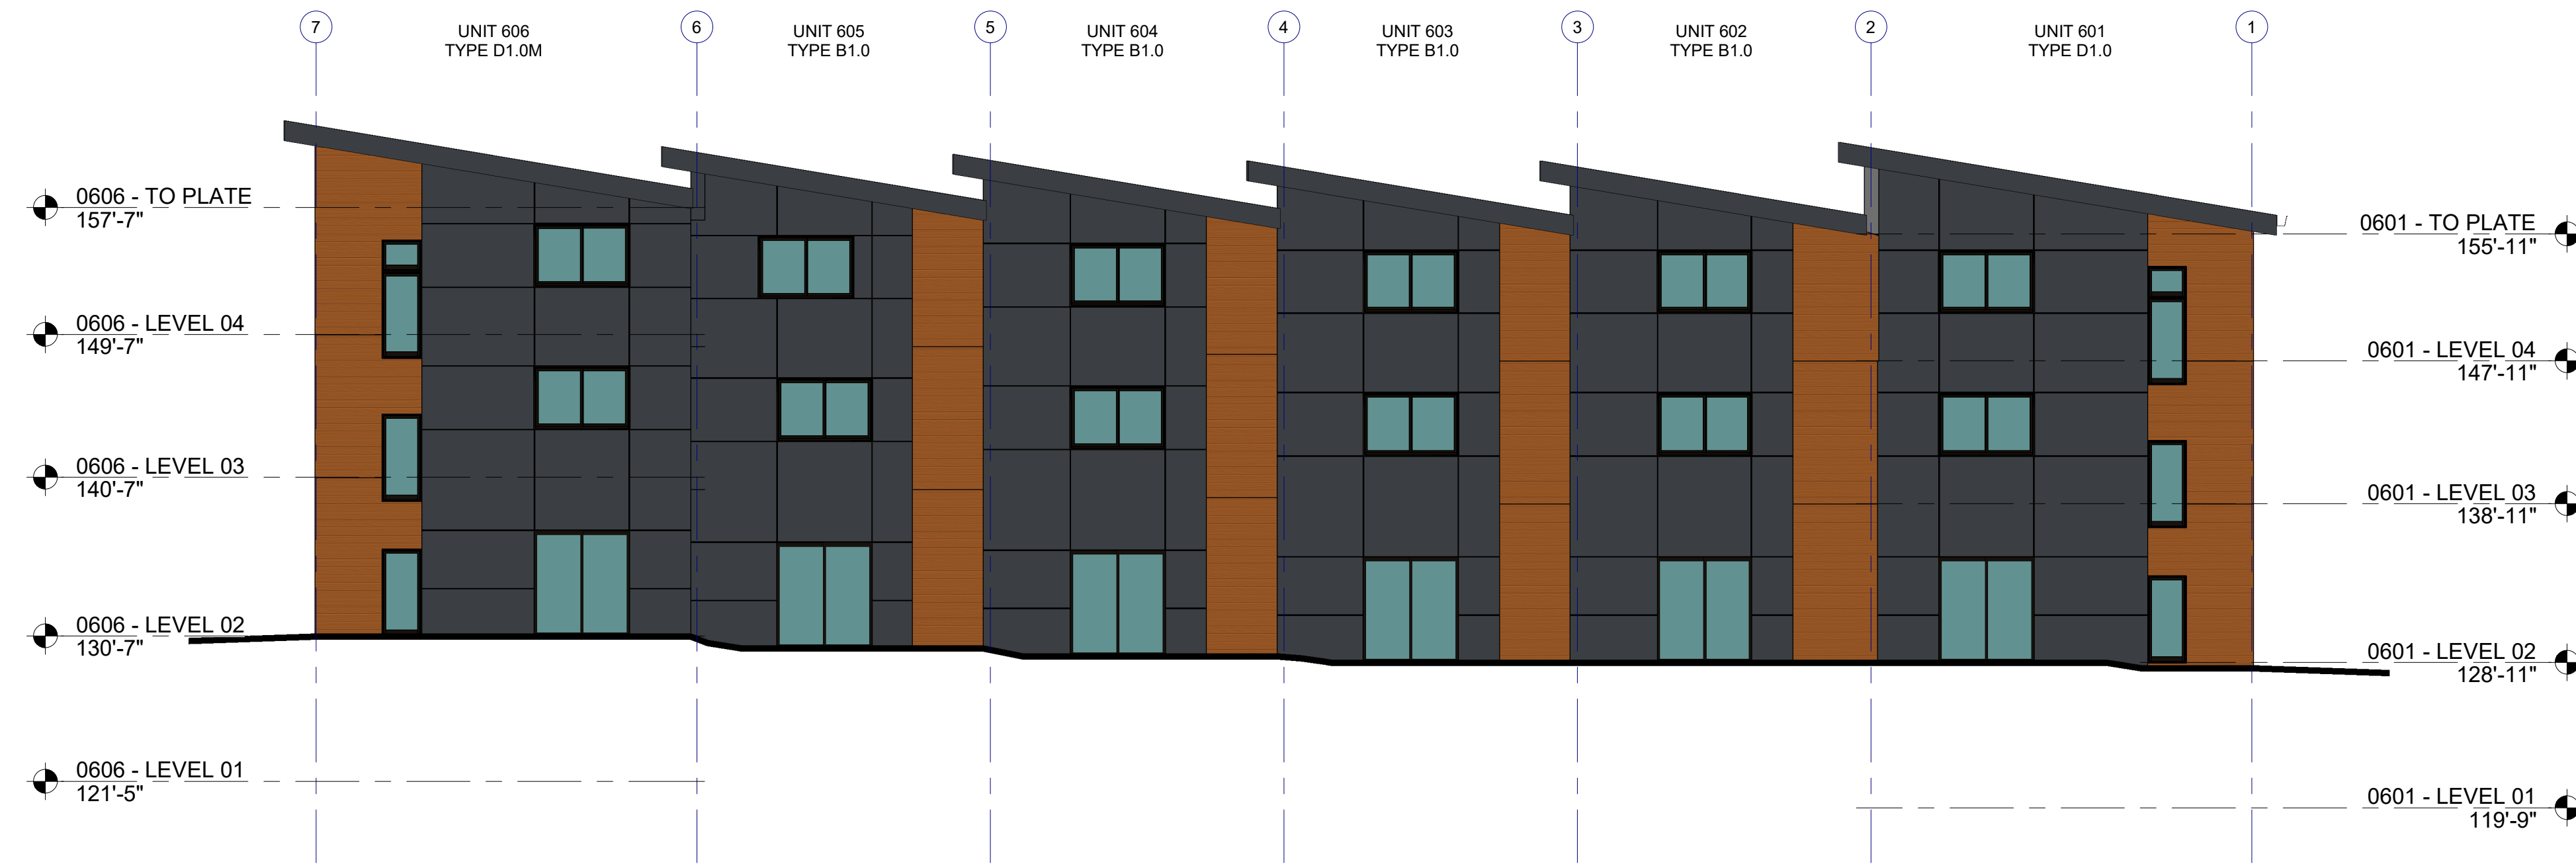 7
UNIT 606
TYPE D1.0M
6
UNIT 605
TYPE B1.0
5
UNIT 604
TYPE B1.0
4
UNIT 603
TYPE B1.0
3
UNIT 602
TYPE B1.0
2
UNIT 601
TYPE D1.0
1
0606 - TO PLATE
157'-7"
0606 - LEVEL 04
149'-7"
0606 - LEVEL 03
140'-7"
0606 - LEVEL 02
130'-7"
0606 - LEVEL 01
121'-5"
0601 - TO PLATE
155'-11"
0601 - LEVEL 04
147'-11"
0601 - LEVEL 03
138'-11"
0601 - LEVEL 02
128'-11"
0601 - LEVEL 01
119'-9"